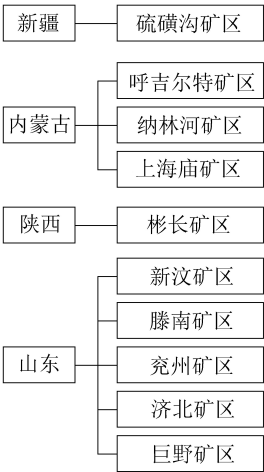 新疆
硫磺沟矿区
内蒙古
呼吉尔特矿区
纳林河矿区
上海庙矿区
陕西
彬长矿区
山东
新汶矿区
滕南矿区
兖州矿区
济北矿区
巨野矿区